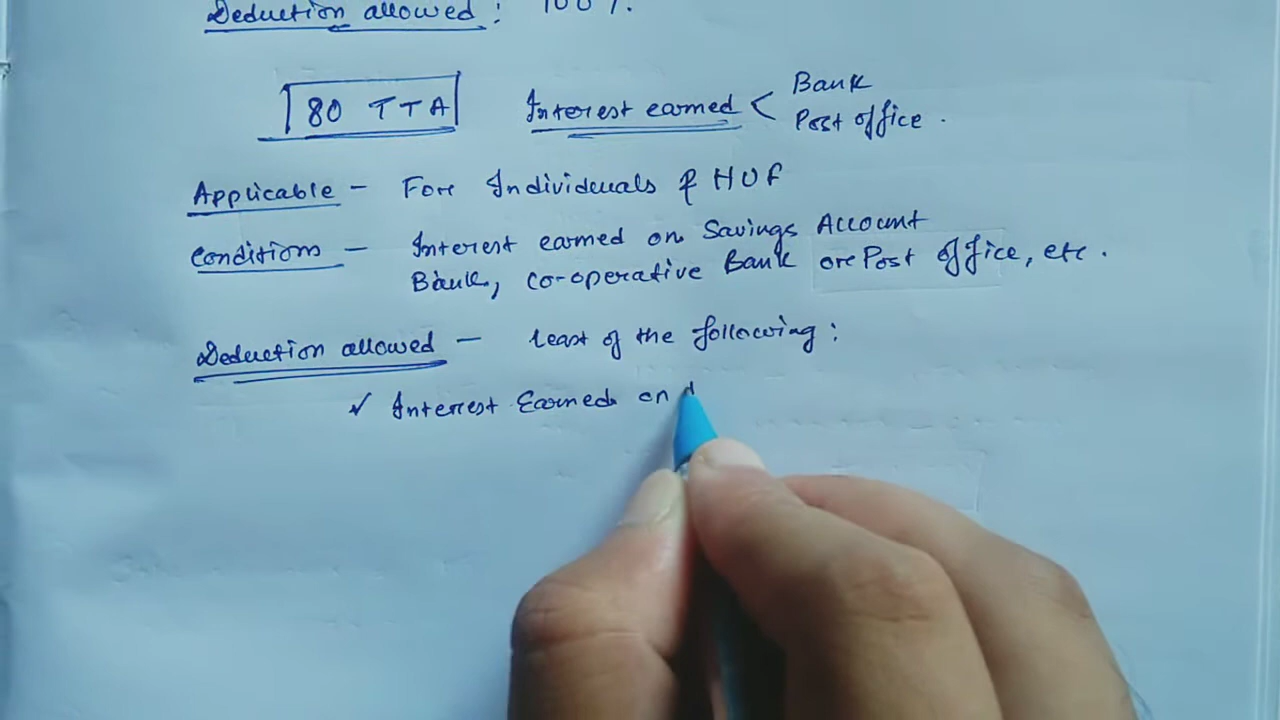 Deduction allowed: 100%.
80 TTA Interest earned < Bank
Post office.
Applicable - For Individuals & HUF
Condition - Interest earned on Savings Account
Bank, co-operative Bank or Post office, etc.
Deduction allowed - least of the following:
✓ Interest Earned on